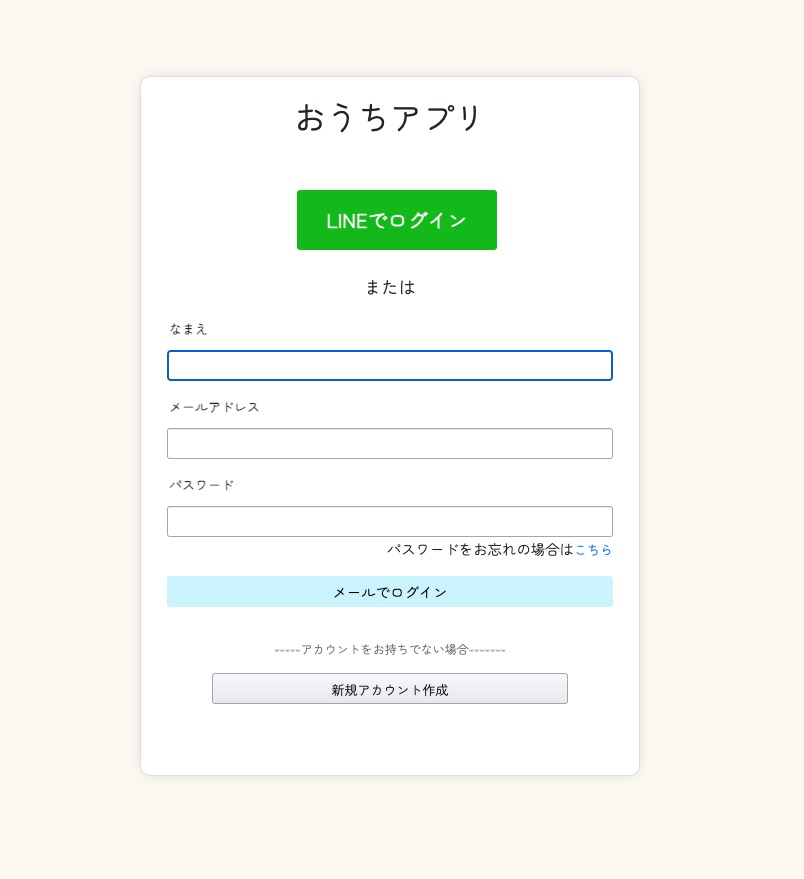 おうちアプリ
LINEでログイン
または
なまえ
メールアドレス
パスワード
パスワードをお忘れの場合はこちら
メールでログイン
-----アカウントをお持ちでない場合-------
新規アカウント作成